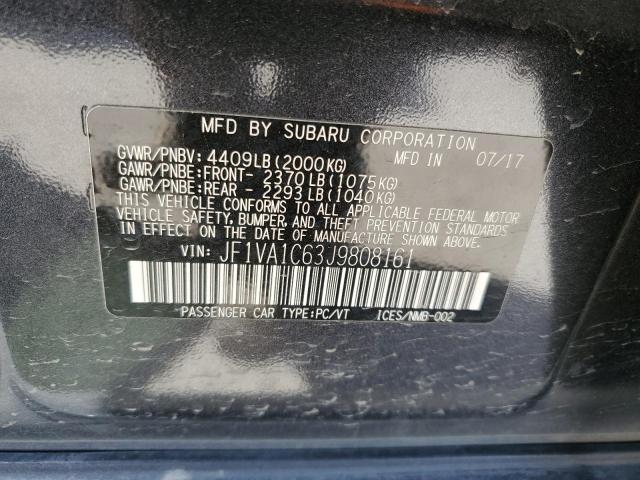 MFD BY SUBARU CORPORATION
GVWR/PNBV: 4409LB(2000KG) MFD IN 07/17
GAWR/PNBE:FRONT- 2370LB(1075KG)
GAWR/PNBE:REAR - 2293LB(1040KG)
THIS VEHICLE CONFORMS TO ALL APPLICABLE FEDERAL MOTOR
VEHICLE SAFETY, BUMPER, AND THEFT PREVENTION STANDARDS
IN EFFECT ON THE DATE OF MANUFACTURE SHOWN ABOVE.
VIN: JF1VA1C63J9808161
PASSENGER CAR TYPE:PC/VT ICES/NMB-002